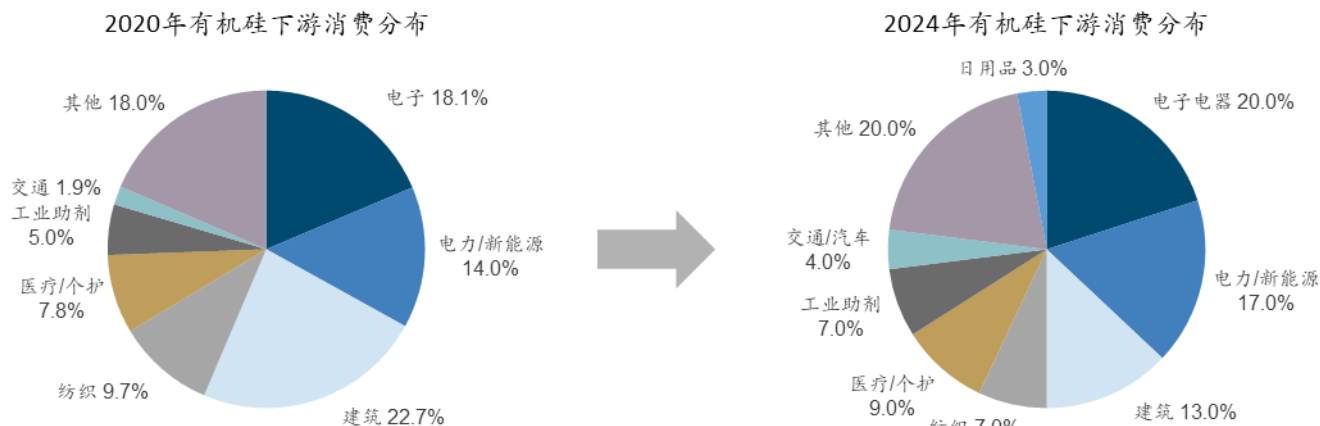 2020年有机硅下游消费分布
其他 18.0%
电子 18.1%
交通 1.9%
工业助剂
5.0%
电力/新能源
14.0%
医疗/个护
7.8%
纺织 9.7%
建筑 22.7%
2024年有机硅下游消费分布
日用品 3.0%
电子电器 20.0%
其他 20.0%
交通/汽车
4.0%
电力/新能源
17.0%
工业助剂
7.0%
医疗/个护
9.0%
建筑 13.0%
纺织 7.0%